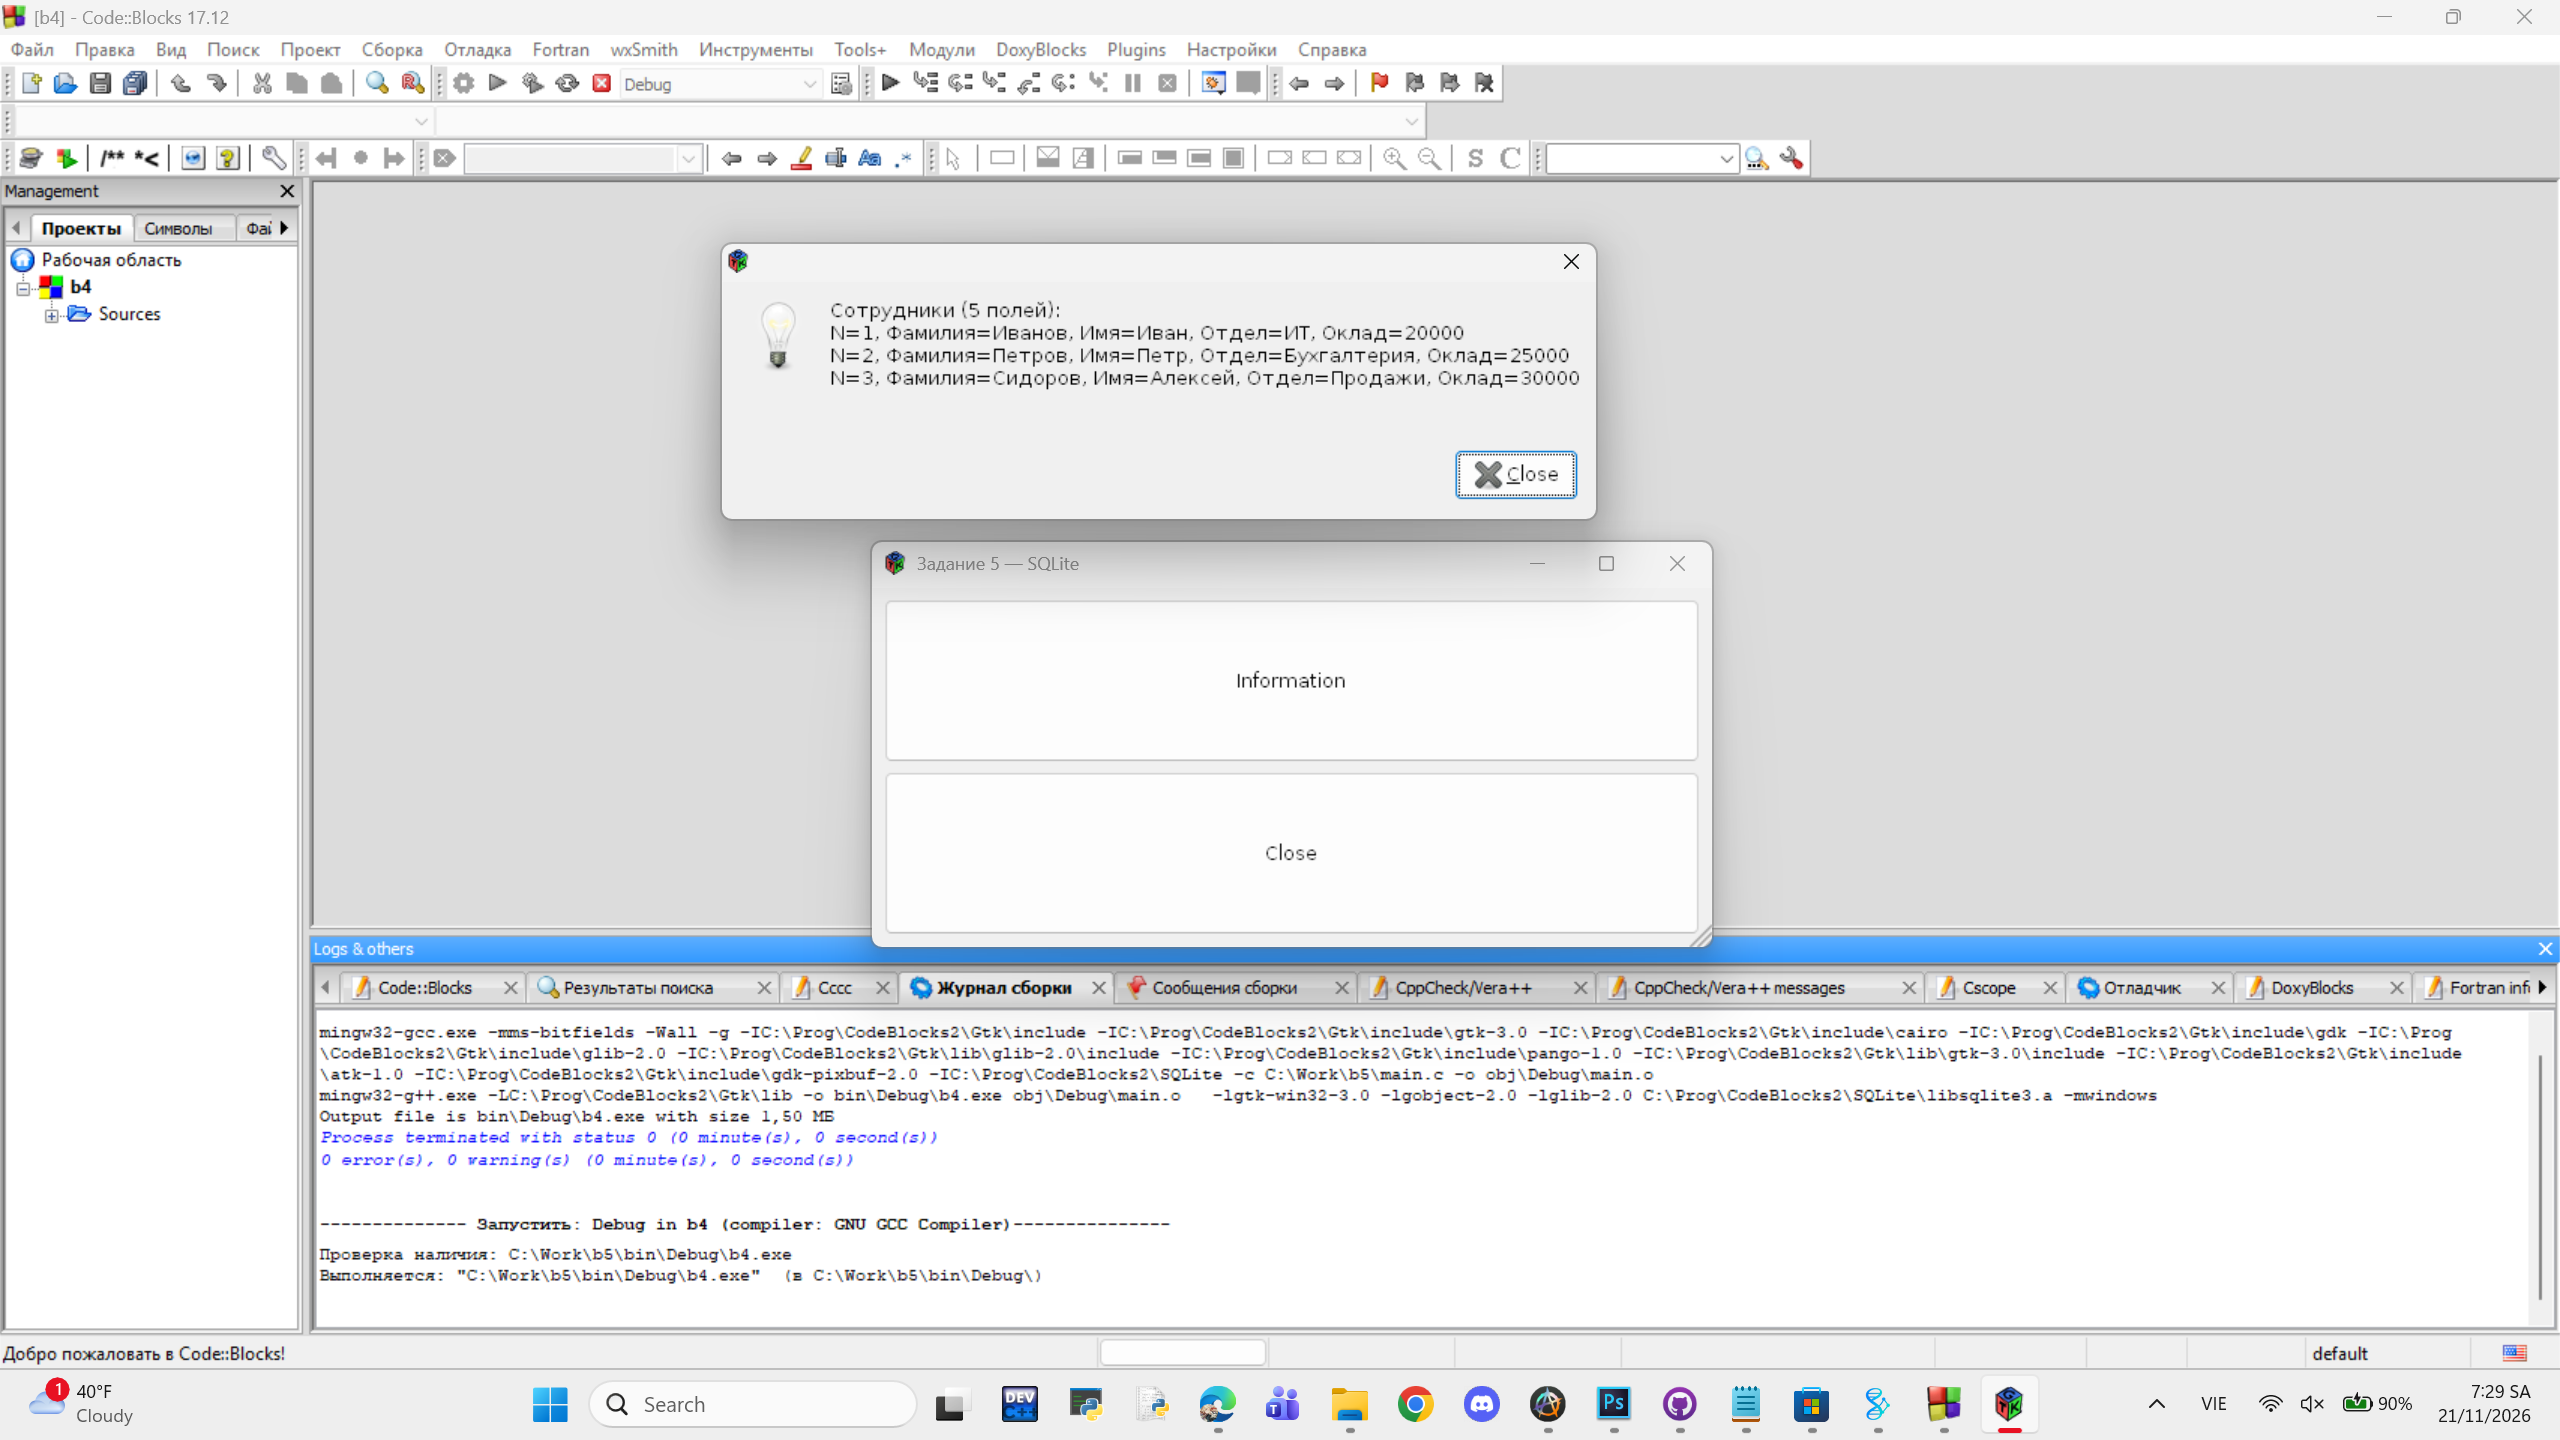 [b4] - Code::Blocks 17.12
Файл Правка Вид Поиск Проект Сборка Отладка Fortran wxSmith Инструменты Tools+ Модули DoxyBlocks Plugins Настройки Справка
Debug
/** *<
Aa .*
S C
Management
Проекты Символы Фай
Рабочая область
b4
Sources
Сотрудники (5 полей):
N=1, Фамилия=Иванов, Имя=Иван, Отдел=ИТ, Оклад=20000
N=2, Фамилия=Петров, Имя=Петр, Отдел=Бухгалтерия, Оклад=25000
N=3, Фамилия=Сидоров, Имя=Алексей, Отдел=Продажи, Оклад=30000
Close
Задание 5 — SQLite
Information
Close
Logs & others
Code::Blocks Результаты поиска Cccc Журнал сборки Сообщения сборки CppCheck/Vera++ CppCheck/Vera++ messages Cscope Отладчик DoxyBlocks Fortran info
mingw32-gcc.exe -mms-bitfields -Wall -g -IC:\Prog\CodeBlocks2\Gtk\include -IC:\Prog\CodeBlocks2\Gtk\include\gtk-3.0 -IC:\Prog\CodeBlocks2\Gtk\include\cairo -IC:\Prog\CodeBlocks2\Gtk\include\gdk -IC:\Prog
\CodeBlocks2\Gtk\include\glib-2.0 -IC:\Prog\CodeBlocks2\Gtk\lib\glib-2.0\include -IC:\Prog\CodeBlocks2\Gtk\include\pango-1.0 -IC:\Prog\CodeBlocks2\Gtk\lib\gtk-3.0\include -IC:\Prog\CodeBlocks2\Gtk\include
\atk-1.0 -IC:\Prog\CodeBlocks2\Gtk\include\gdk-pixbuf-2.0 -IC:\Prog\CodeBlocks2\SQLite -c C:\Work\b5\main.c -o obj\Debug\main.o
mingw32-g++.exe -LC:\Prog\CodeBlocks2\Gtk\lib -o bin\Debug\b4.exe obj\Debug\main.o -lgtk-win32-3.0 -lgobject-2.0 -lglib-2.0 C:\Prog\CodeBlocks2\SQLite\libsqlite3.a -mwindows
Output file is bin\Debug\b4.exe with size 1,50 МБ
Process terminated with status 0 (0 minute(s), 0 second(s))
0 error(s), 0 warning(s) (0 minute(s), 0 second(s))
-------------- Запустить: Debug in b4 (compiler: GNU GCC Compiler)---------------
Проверка наличия: C:\Work\b5\bin\Debug\b4.exe
Выполняется: "C:\Work\b5\bin\Debug\b4.exe" (в C:\Work\b5\bin\Debug\)
Добро пожаловать в Code::Blocks!
default
1
40°F
Cloudy
Search
DEV C++
Ps
VIE
90%
7:29 SA
21/11/2026